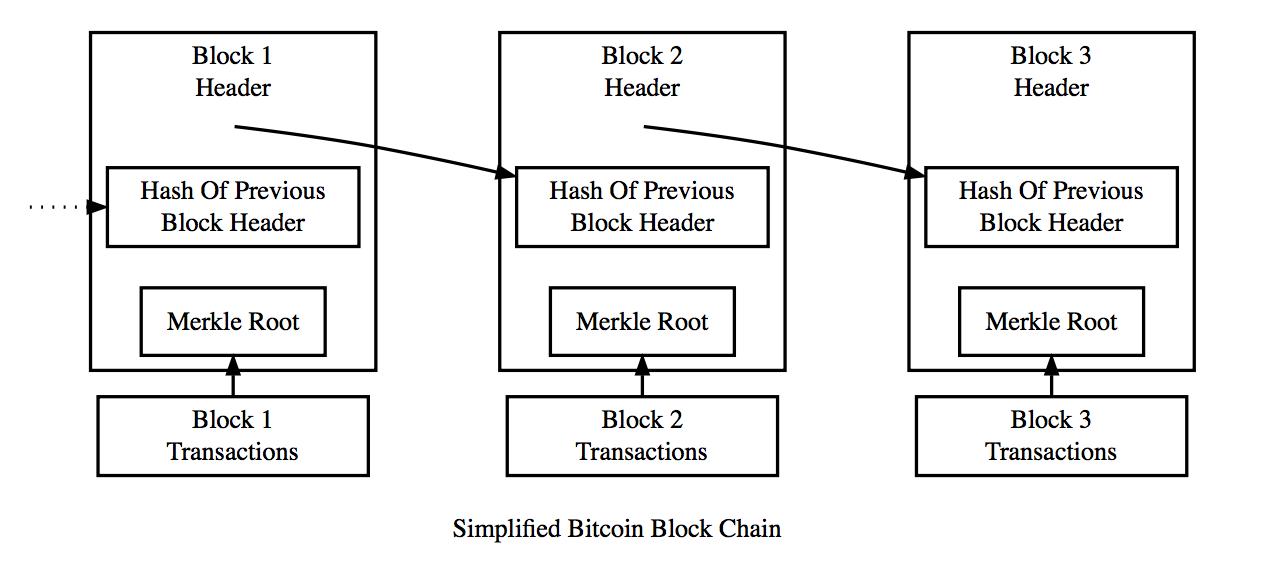 Block 1
Header
Hash Of Previous
Block Header
Merkle Root
Block 1
Transactions
Block 2
Header
Hash Of Previous
Block Header
Merkle Root
Block 2
Transactions
Block 3
Header
Hash Of Previous
Block Header
Merkle Root
Block 3
Transactions
Simplified Bitcoin Block Chain